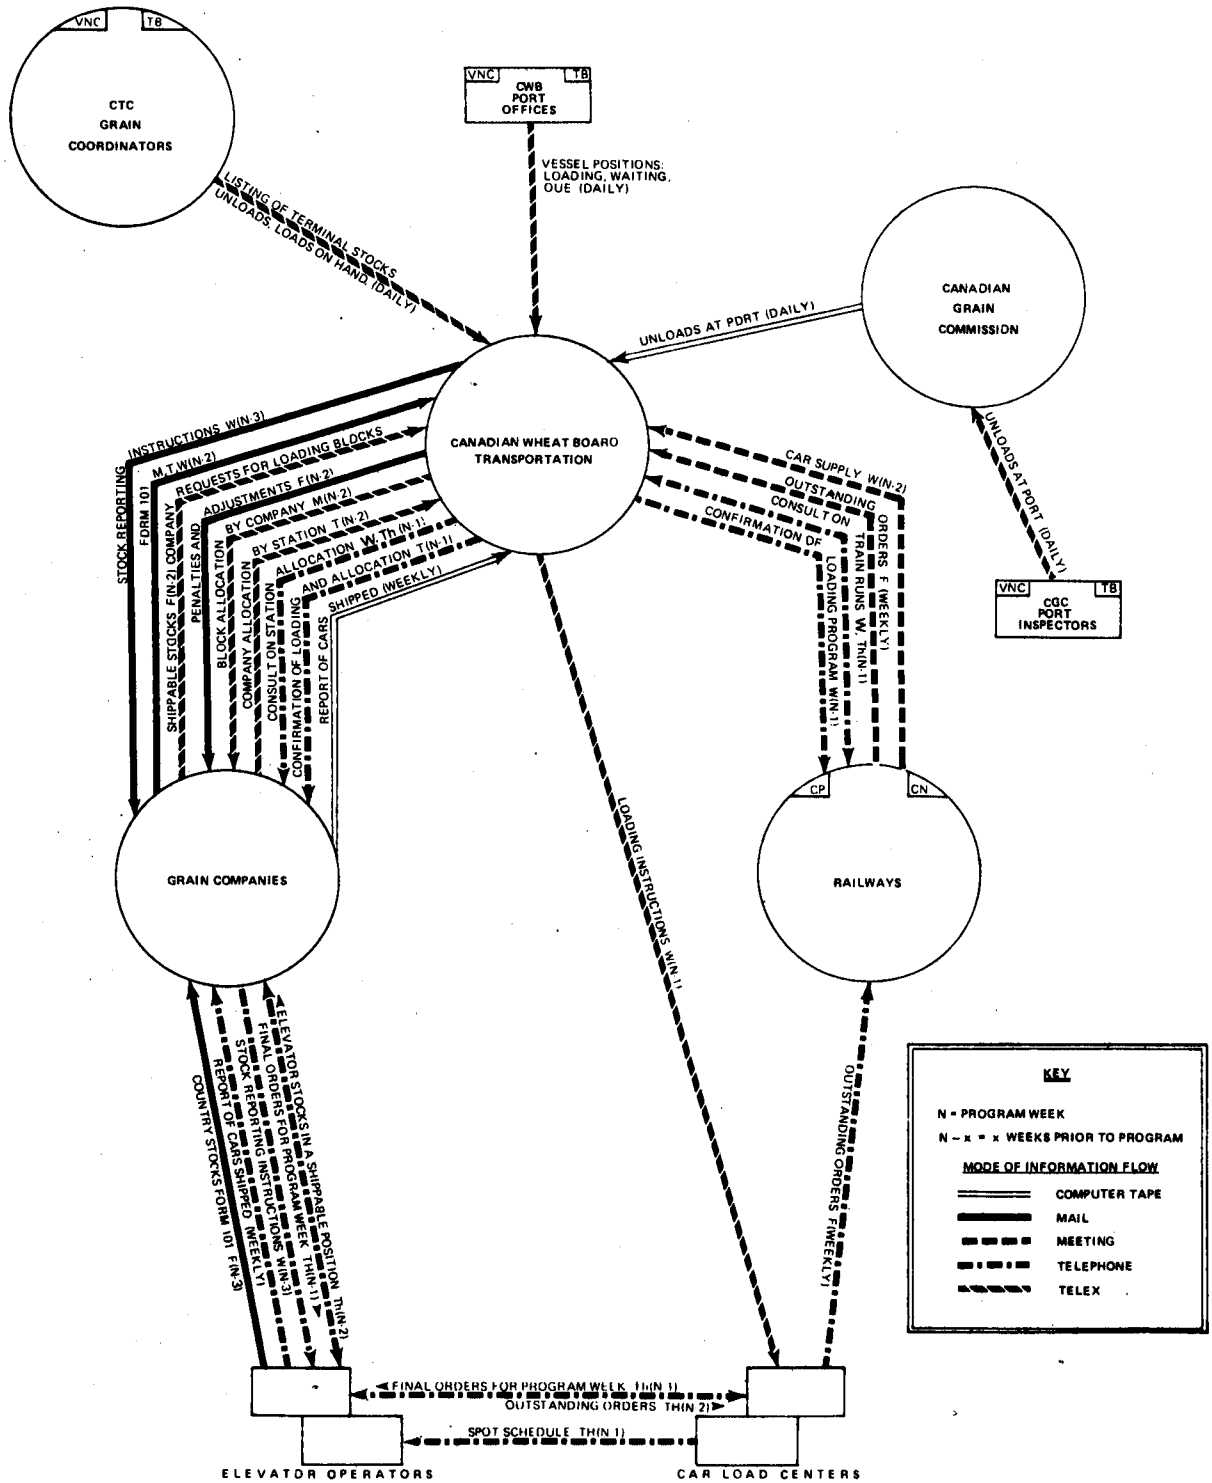 VNC TB
CTC
GRAIN
COORDINATORS
VNC TB
CWB
PORT
OFFICES
VESSEL POSITIONS:
LOADING, WAITING,
OUE (DAILY)
LISTING OF TERMINAL STOCKS
UNLOADS, LOADS ON HAND, (DAILY)
CANADIAN
GRAIN
COMMISSION
UNLOADS AT PORT (DAILY)
CANADIAN WHEAT BOARD
TRANSPORTATION
UNLOADS AT PORT (DAILY)
VNC TB
CGC
PORT
INSPECTORS
STOCK REPORTING INSTRUCTIONS W(N-3)
FORM 101 M.T.W(N-2)
SHIPPABLE STOCKS F(N-2) COMPANY REQUESTS FOR LOADING BLOCKS
PENALTIES AND ADJUSTMENTS F(N-2)
BLOCK ALLOCATION BY COMPANY M(N-2)
COMPANY ALLOCATION BY STATION T(N-2)
CONSULT ON STATION ALLOCATION W, Th (N-1)
CONFIRMATION OF LOADING AND ALLOCATION T(N-1)
REPORT OF CARS SHIPPED (WEEKLY)
CAR SUPPLY W(N-2)
OUTSTANDING ORDERS F (WEEKLY)
CONSULT ON TRAIN RUNS W, Th(N-1)
CONFIRMATION OF LOADING PROGRAM W(N-1)
GRAIN COMPANIES
CP CN
RAILWAYS
LOADING INSTRUCTIONS W(N-1)
COUNTRY STOCKS FORM 101 F(N-3)
REPORT OF CARS SHIPPED (WEEKLY)
STOCK REPORTING INSTRUCTIONS W(N-3)
FINAL ORDERS FOR PROGRAM WEEK TH(N-1)
ELEVATOR STOCKS IN A SHIPPABLE POSITION Th(N-2)
OUTSTANDING ORDERS F(WEEKLY)
KEY
N = PROGRAM WEEK
N – x = x WEEKS PRIOR TO PROGRAM
MODE OF INFORMATION FLOW
COMPUTER TAPE
MAIL
MEETING
TELEPHONE
TELEX
FINAL ORDERS FOR PROGRAM WEEK Th(N 1)
OUTSTANDING ORDERS TH(N 2)
SPOT SCHEDULE TH(N 1)
ELEVATOR OPERATORS
CAR LOAD CENTERS